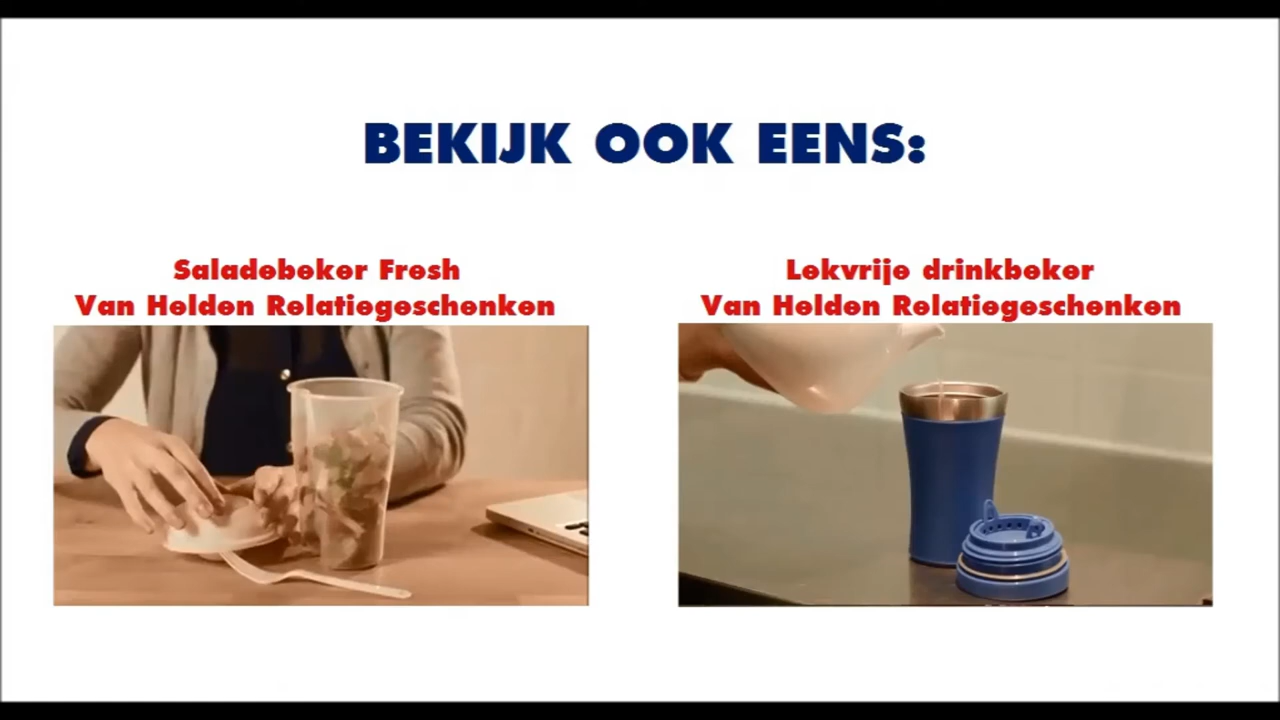 BEKIJK OOK EENS:
Saladebeker Fresh
Van Helden Relatiegeschenken
Lekvrije drinkbeker
Van Helden Relatiegeschenken